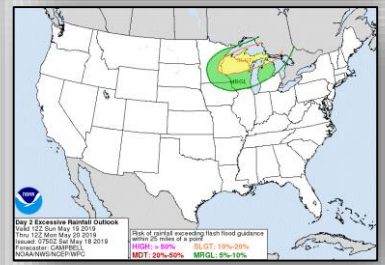 SLGT
MRGL
NOAA
Day 2 Excessive Rainfall Outlook
Valid 12Z Sun May 19 2019
Thru 12Z Mon May 20 2019
Issued: 0750Z Sat May 18 2019
Forecaster: CAMPBELL
NOAA/NWS/NCEP/WPC
Risk of rainfall exceeding flash flood guidance
within 25 miles of a point
HIGH: > 50% SLGT: 10%-20%
MDT: 20%-50% MRGL: 5%-10%